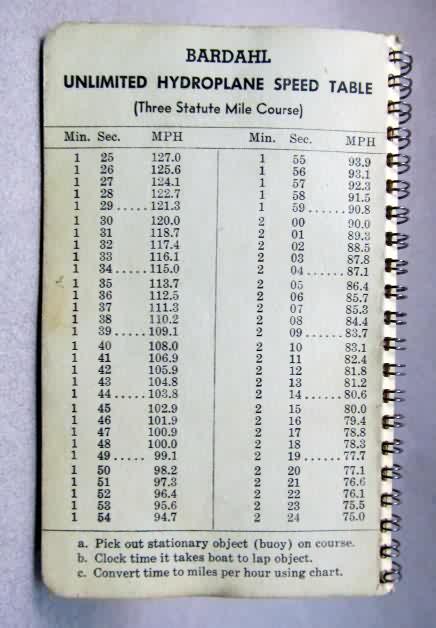 BARDAHL
UNLIMITED HYDROPLANE SPEED TABLE
(Three Statute Mile Course)
Min. Sec. MPH
1 25 127.0
1 26 125.6
1 27 124.1
1 28 122.7
1 29.....121.3
1 30 120.0
1 31 118.7
1 32 117.4
1 33 116.1
1 34.....115.0
1 35 113.7
1 36 112.5
1 37 111.3
1 38 110.2
1 39.....109.1
1 40 108.0
1 41 106.9
1 42 105.9
1 43 104.8
1 44.....103.8
1 45 102.9
1 46 101.9
1 47 100.9
1 48 100.0
1 49..... 99.1
1 50 98.2
1 51 97.3
1 52 96.4
1 53 95.6
1 54 94.7
Min. Sec. MPH
1 55 93.9
1 56 93.1
1 57 92.3
1 58 91.5
1 59......90.8
2 00 90.0
2 01 89.3
2 02 88.5
2 03 87.8
2 04......87.1
2 05 86.4
2 06 85.7
2 07 85.3
2 08 84.4
2 09......83.7
2 10 83.1
2 11 82.4
2 12 81.8
2 13 81.2
2 14......80.6
2 15 80.0
2 16 79.4
2 17 78.8
2 18 78.3
2 19......77.7
2 20 77.1
2 21 76.6
2 22 76.1
2 23 75.5
2 24 75.0
a. Pick out stationary object (buoy) on course.
b. Clock time it takes boat to lap object.
c. Convert time to miles per hour using chart.